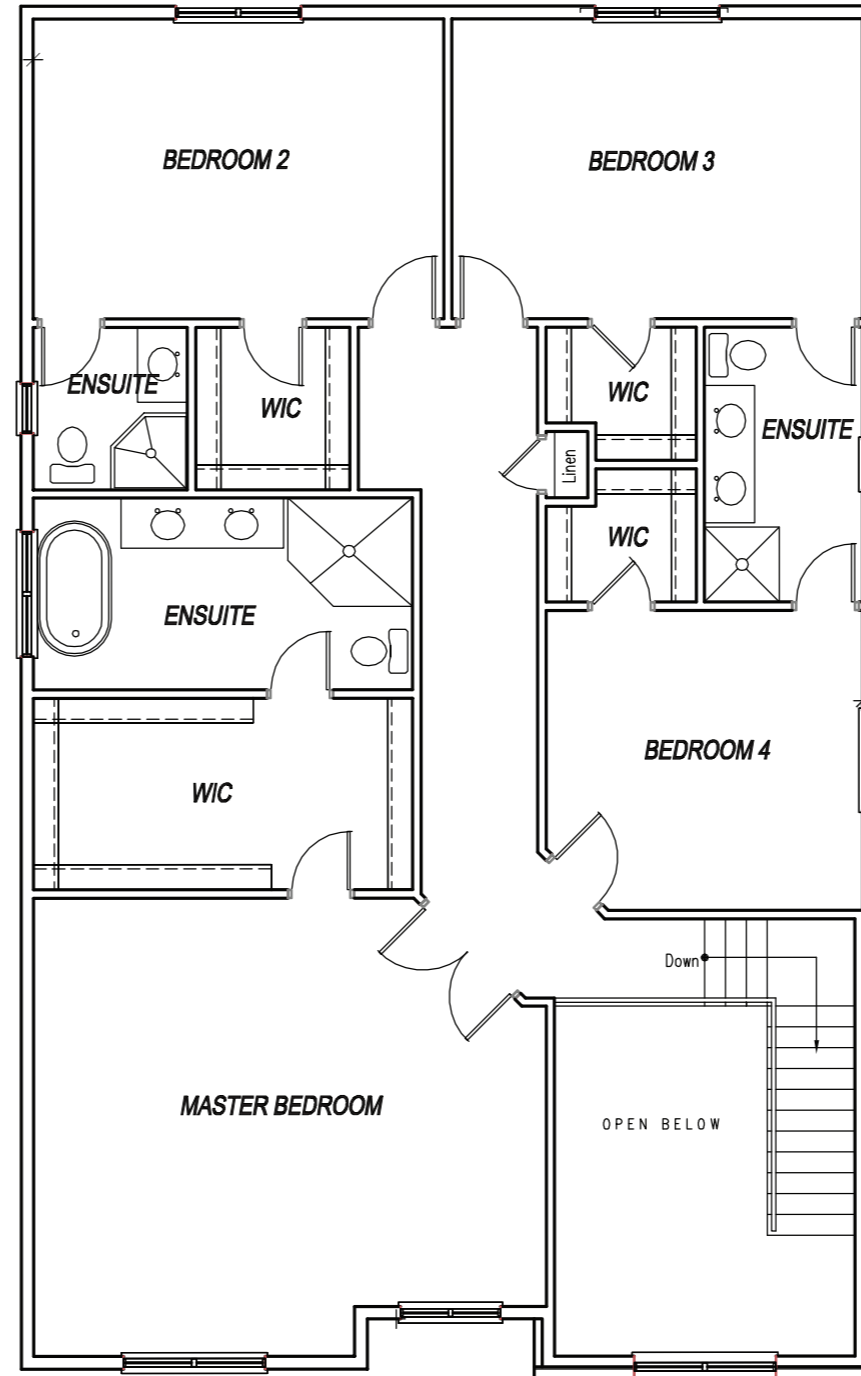 BEDROOM 2
BEDROOM 3
ENSUITE
WIC
WIC
ENSUITE
Linen
WIC
ENSUITE
BEDROOM 4
WIC
Down
MASTER BEDROOM
OPEN BELOW